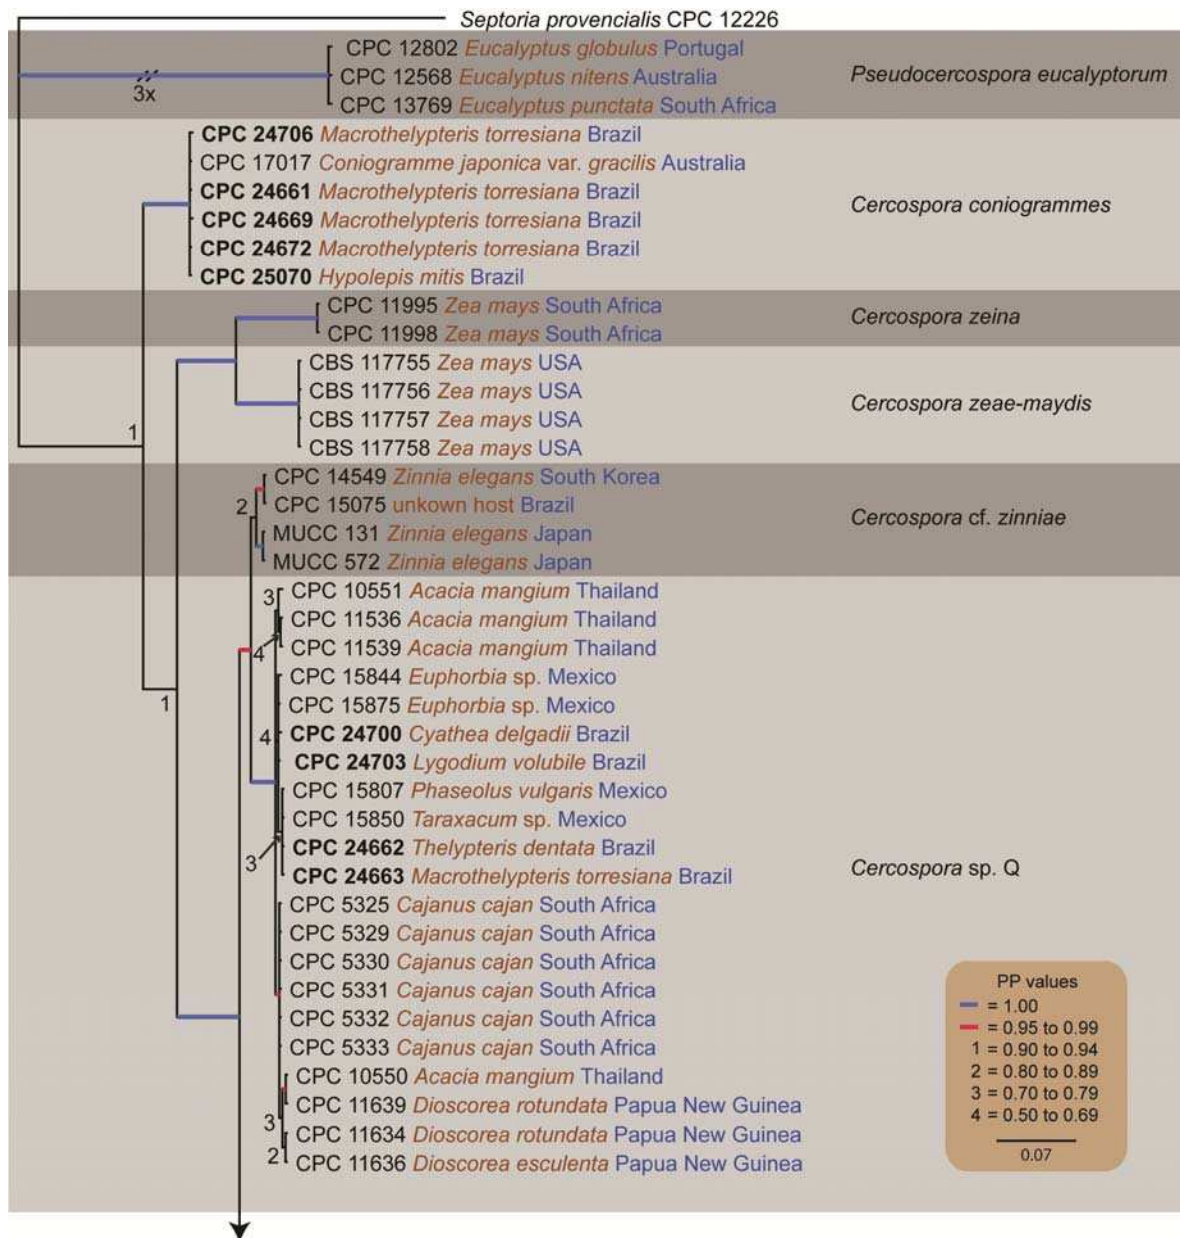 Septoria provencialis CPC 12226
CPC 12802 Eucalyptus globulus Portugal
CPC 12568 Eucalyptus nitens Australia
Pseudocercospora eucalyptorum
3x
CPC 13769 Eucalyptus punctata South Africa
CPC 24706 Macrothelypteris torresiana Brazil
CPC 17017 Coniogramme japonica var. gracilis Australia
CPC 24661 Macrothelypteris torresiana Brazil
Cercospora coniogrammes
CPC 24669 Macrothelypteris torresiana Brazil
CPC 24672 Macrothelypteris torresiana Brazil
CPC 25070 Hypolepis mitis Brazil
CPC 11995 Zea mays South Africa
Cercospora zeina
CPC 11998 Zea mays South Africa
CBS 117755 Zea mays USA
CBS 117756 Zea mays USA
Cercospora zeae-maydis
CBS 117757 Zea mays USA
1
CBS 117758 Zea mays USA
CPC 14549 Zinnia elegans South Korea
2
CPC 15075 unkown host Brazil
Cercospora cf. zinniae
MUCC 131 Zinnia elegans Japan
MUCC 572 Zinnia elegans Japan
3
CPC 10551 Acacia mangium Thailand
CPC 11536 Acacia mangium Thailand
4
CPC 11539 Acacia mangium Thailand
CPC 15844 Euphorbia sp. Mexico
1
CPC 15875 Euphorbia sp. Mexico
4
CPC 24700 Cyathea delgadii Brazil
CPC 24703 Lygodium volubile Brazil
CPC 15807 Phaseolus vulgaris Mexico
CPC 15850 Taraxacum sp. Mexico
CPC 24662 Thelypteris dentata Brazil
3
Cercospora sp. Q
CPC 24663 Macrothelypteris torresiana Brazil
CPC 5325 Cajanus cajan South Africa
CPC 5329 Cajanus cajan South Africa
CPC 5330 Cajanus cajan South Africa
CPC 5331 Cajanus cajan South Africa
CPC 5332 Cajanus cajan South Africa
CPC 5333 Cajanus cajan South Africa
CPC 10550 Acacia mangium Thailand
CPC 11639 Dioscorea rotundata Papua New Guinea
3
CPC 11634 Dioscorea rotundata Papua New Guinea
2
CPC 11636 Dioscorea esculenta Papua New Guinea
PP values
= 1.00
= 0.95 to 0.99
1 = 0.90 to 0.94
2 = 0.80 to 0.89
3 = 0.70 to 0.79
4 = 0.50 to 0.69
0.07